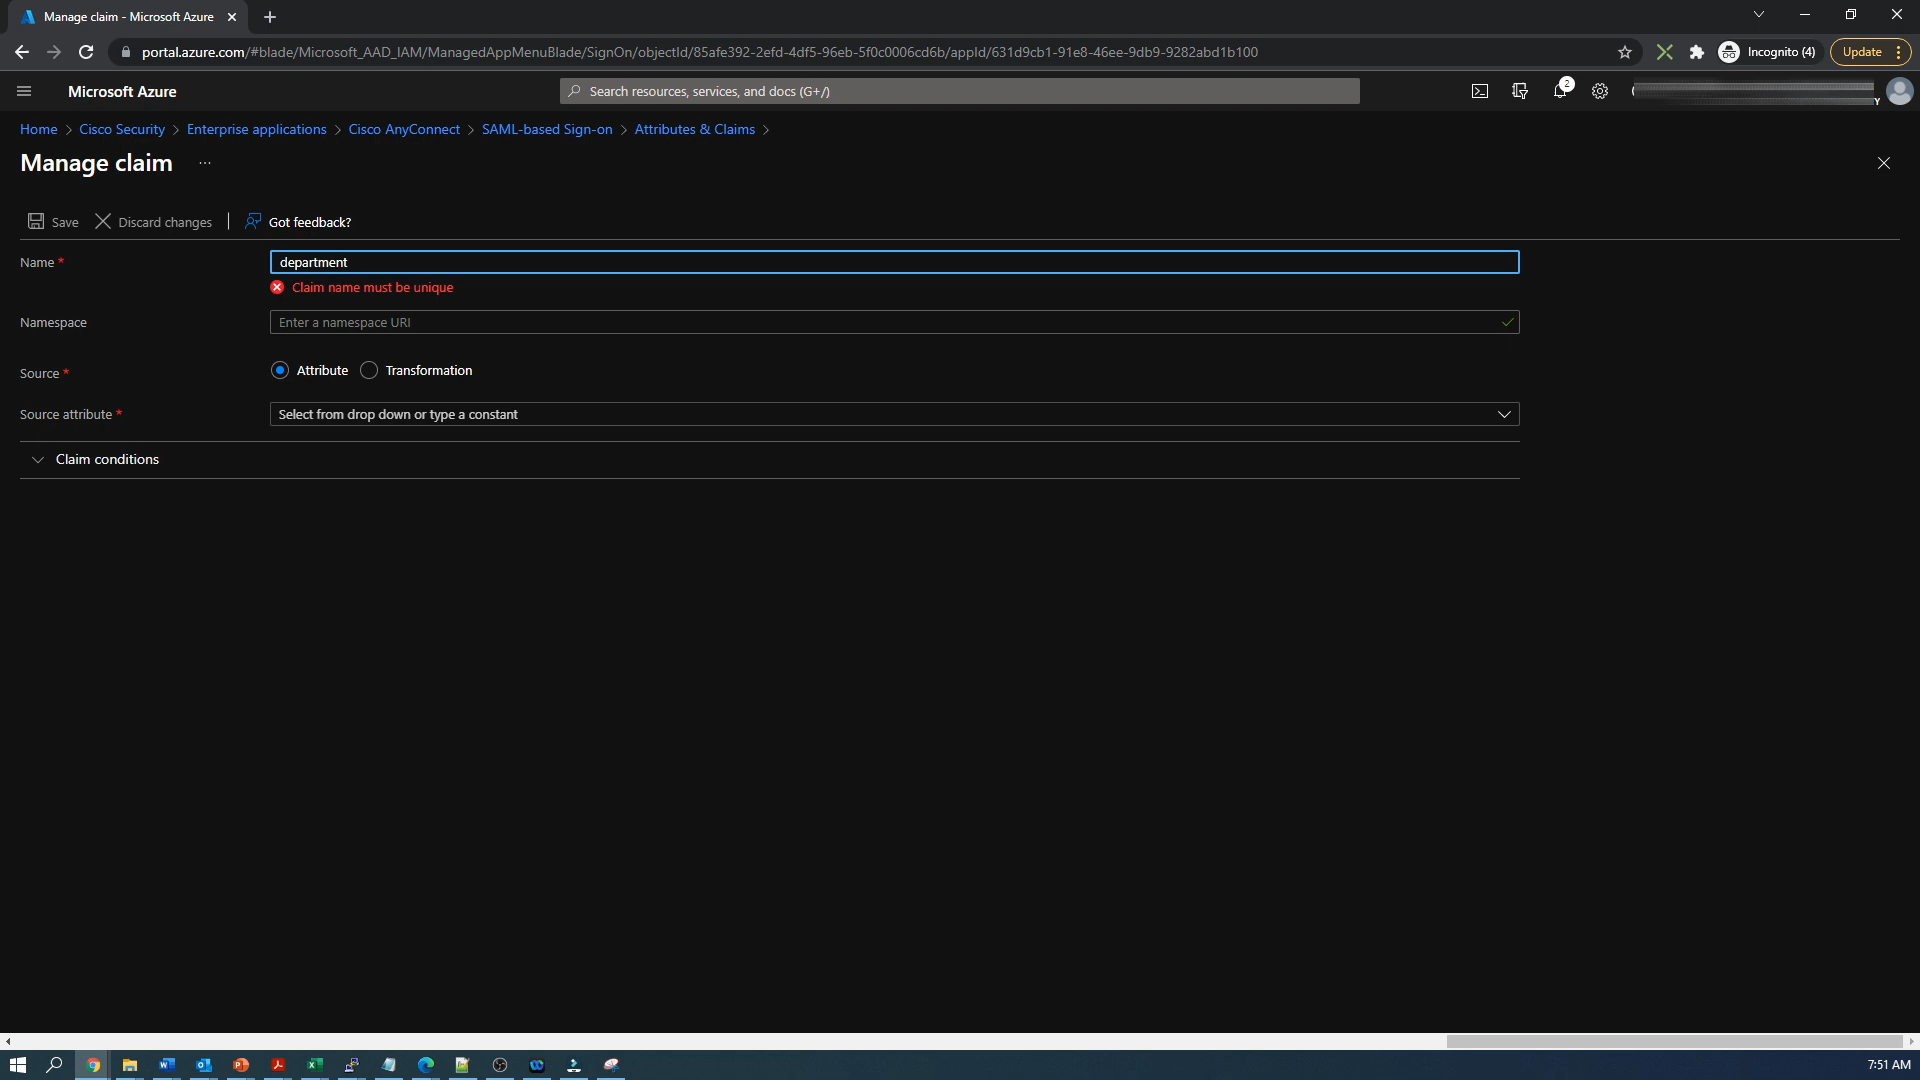 Manage claim - Microsoft Azure
portal.azure.com/#blade/Microsoft_AAD_IAM/ManagedAppMenuBlade/SignOn/objectId/85afe392-2efd-4df5-96eb-5f0c0006cd6b/appId/631d9cb1-91e8-46ee-9db9-9282abd1b100
Incognito (4)
Update
Microsoft Azure
Search resources, services, and docs (G+/)
2
Home > Cisco Security > Enterprise applications > Cisco AnyConnect > SAML-based Sign-on > Attributes & Claims >
Manage claim ...
Save
Discard changes
Got feedback?
Name *
department
Claim name must be unique
Namespace
Enter a namespace URI
Source *
Attribute
Transformation
Source attribute *
Select from drop down or type a constant
Claim conditions
7:51 AM